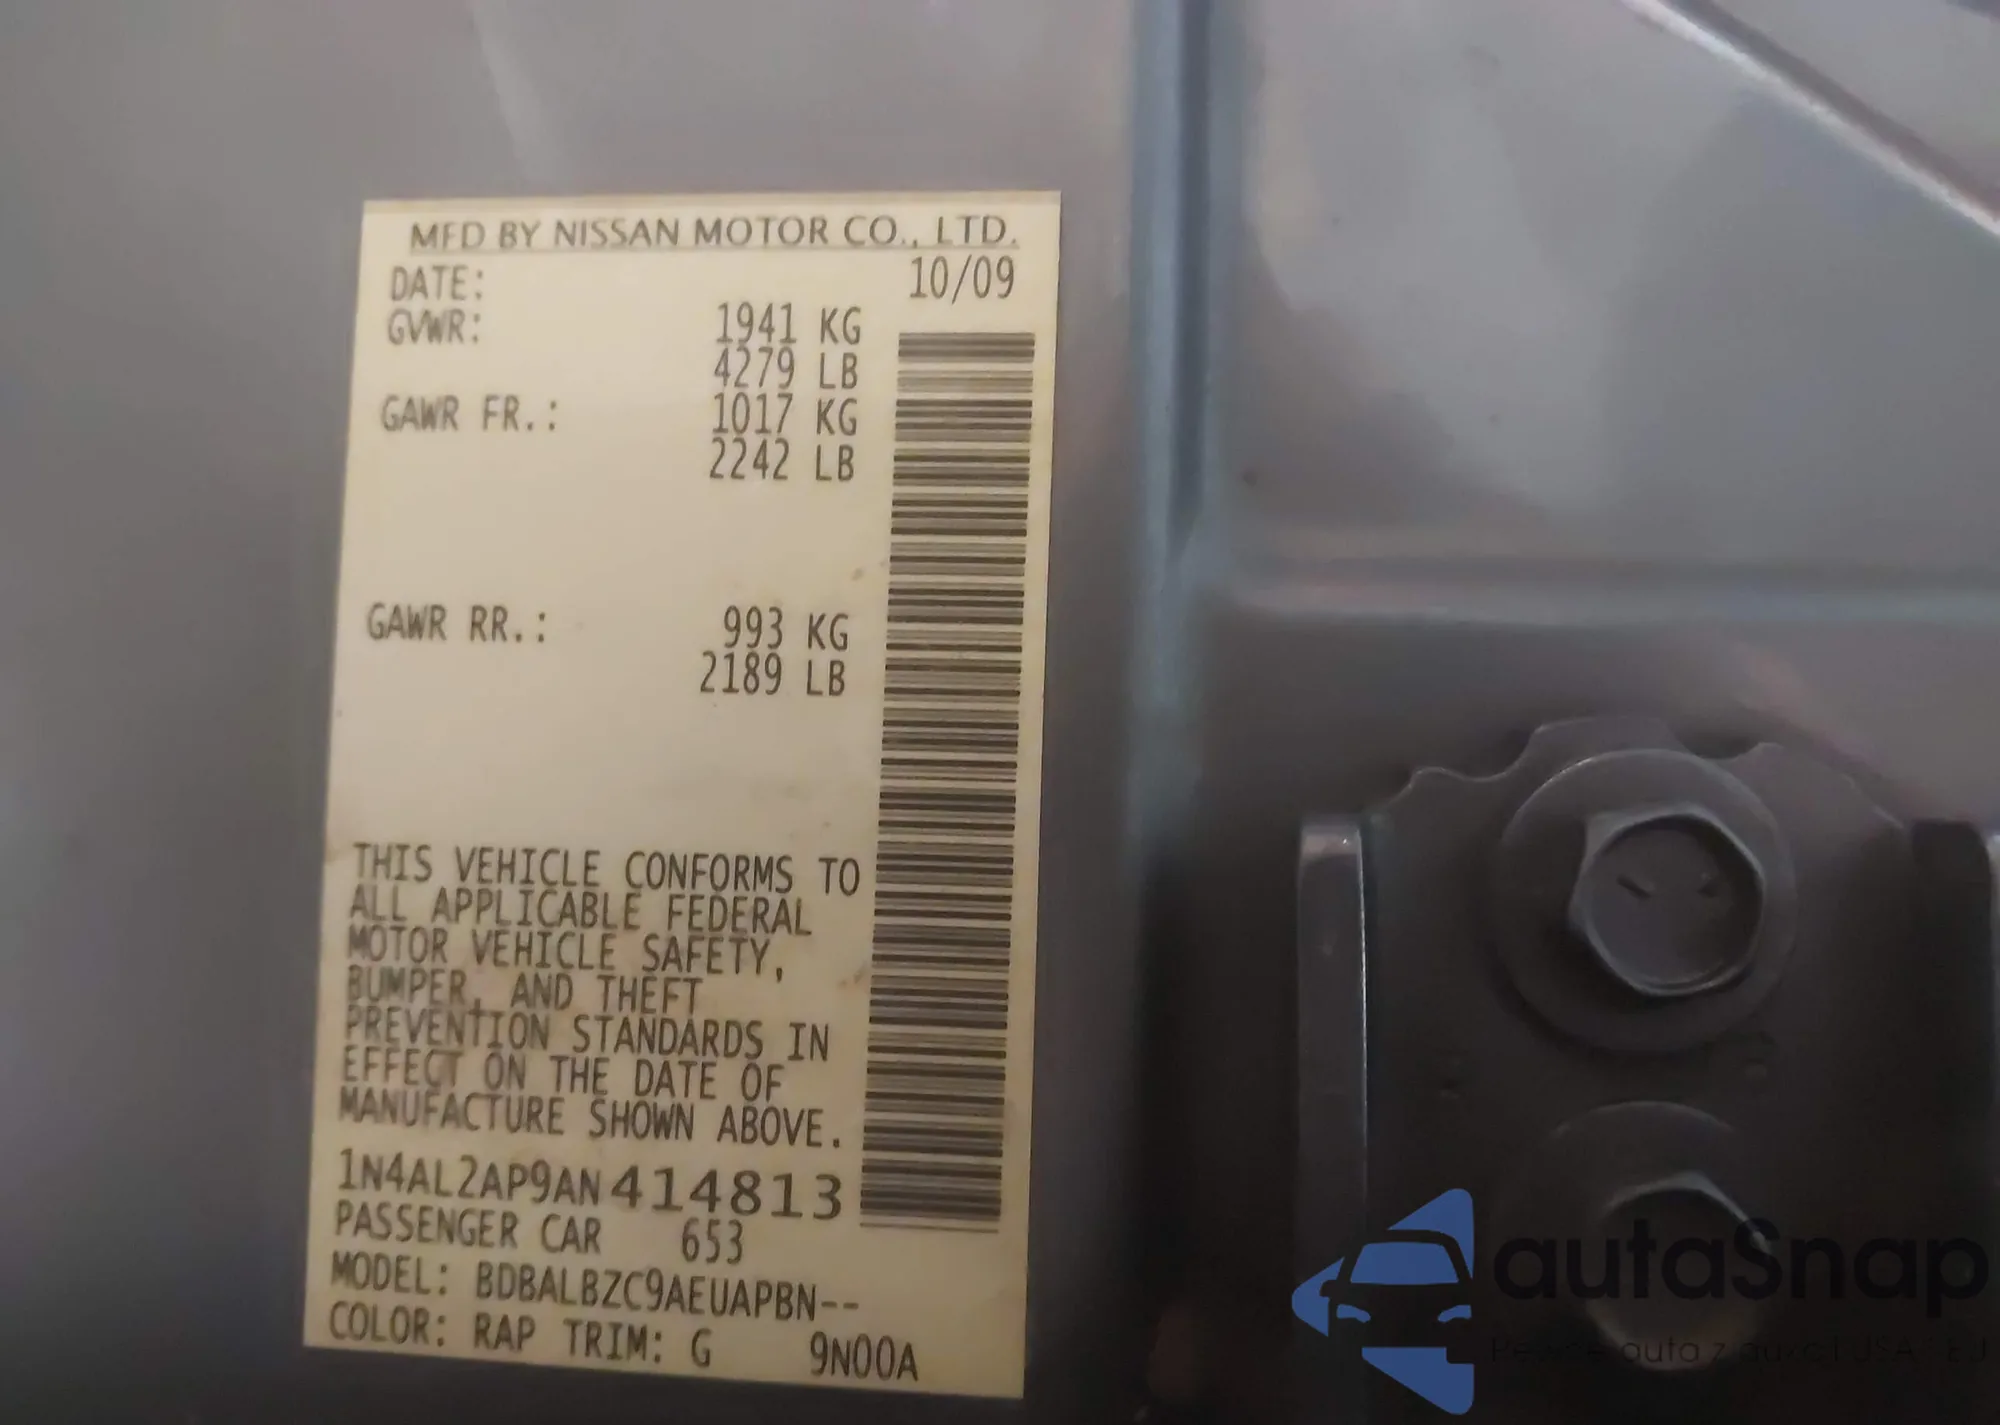 MFD BY NISSAN MOTOR CO., LTD.
DATE: 10/09
GVWR: 1941 KG
4279 LB
GAWR FR.: 1017 KG
2242 LB
GAWR RR.: 993 KG
2189 LB
THIS VEHICLE CONFORMS TO
ALL APPLICABLE FEDERAL
MOTOR VEHICLE SAFETY,
BUMPER, AND THEFT
PREVENTION STANDARDS IN
EFFECT ON THE DATE OF
MANUFACTURE SHOWN ABOVE.
1N4AL2AP9AN414813
PASSENGER CAR 653
MODEL: BDBALBZC9AEUAPBN--
COLOR: RAP TRIM: G 9N00A
autaSnap
auta z